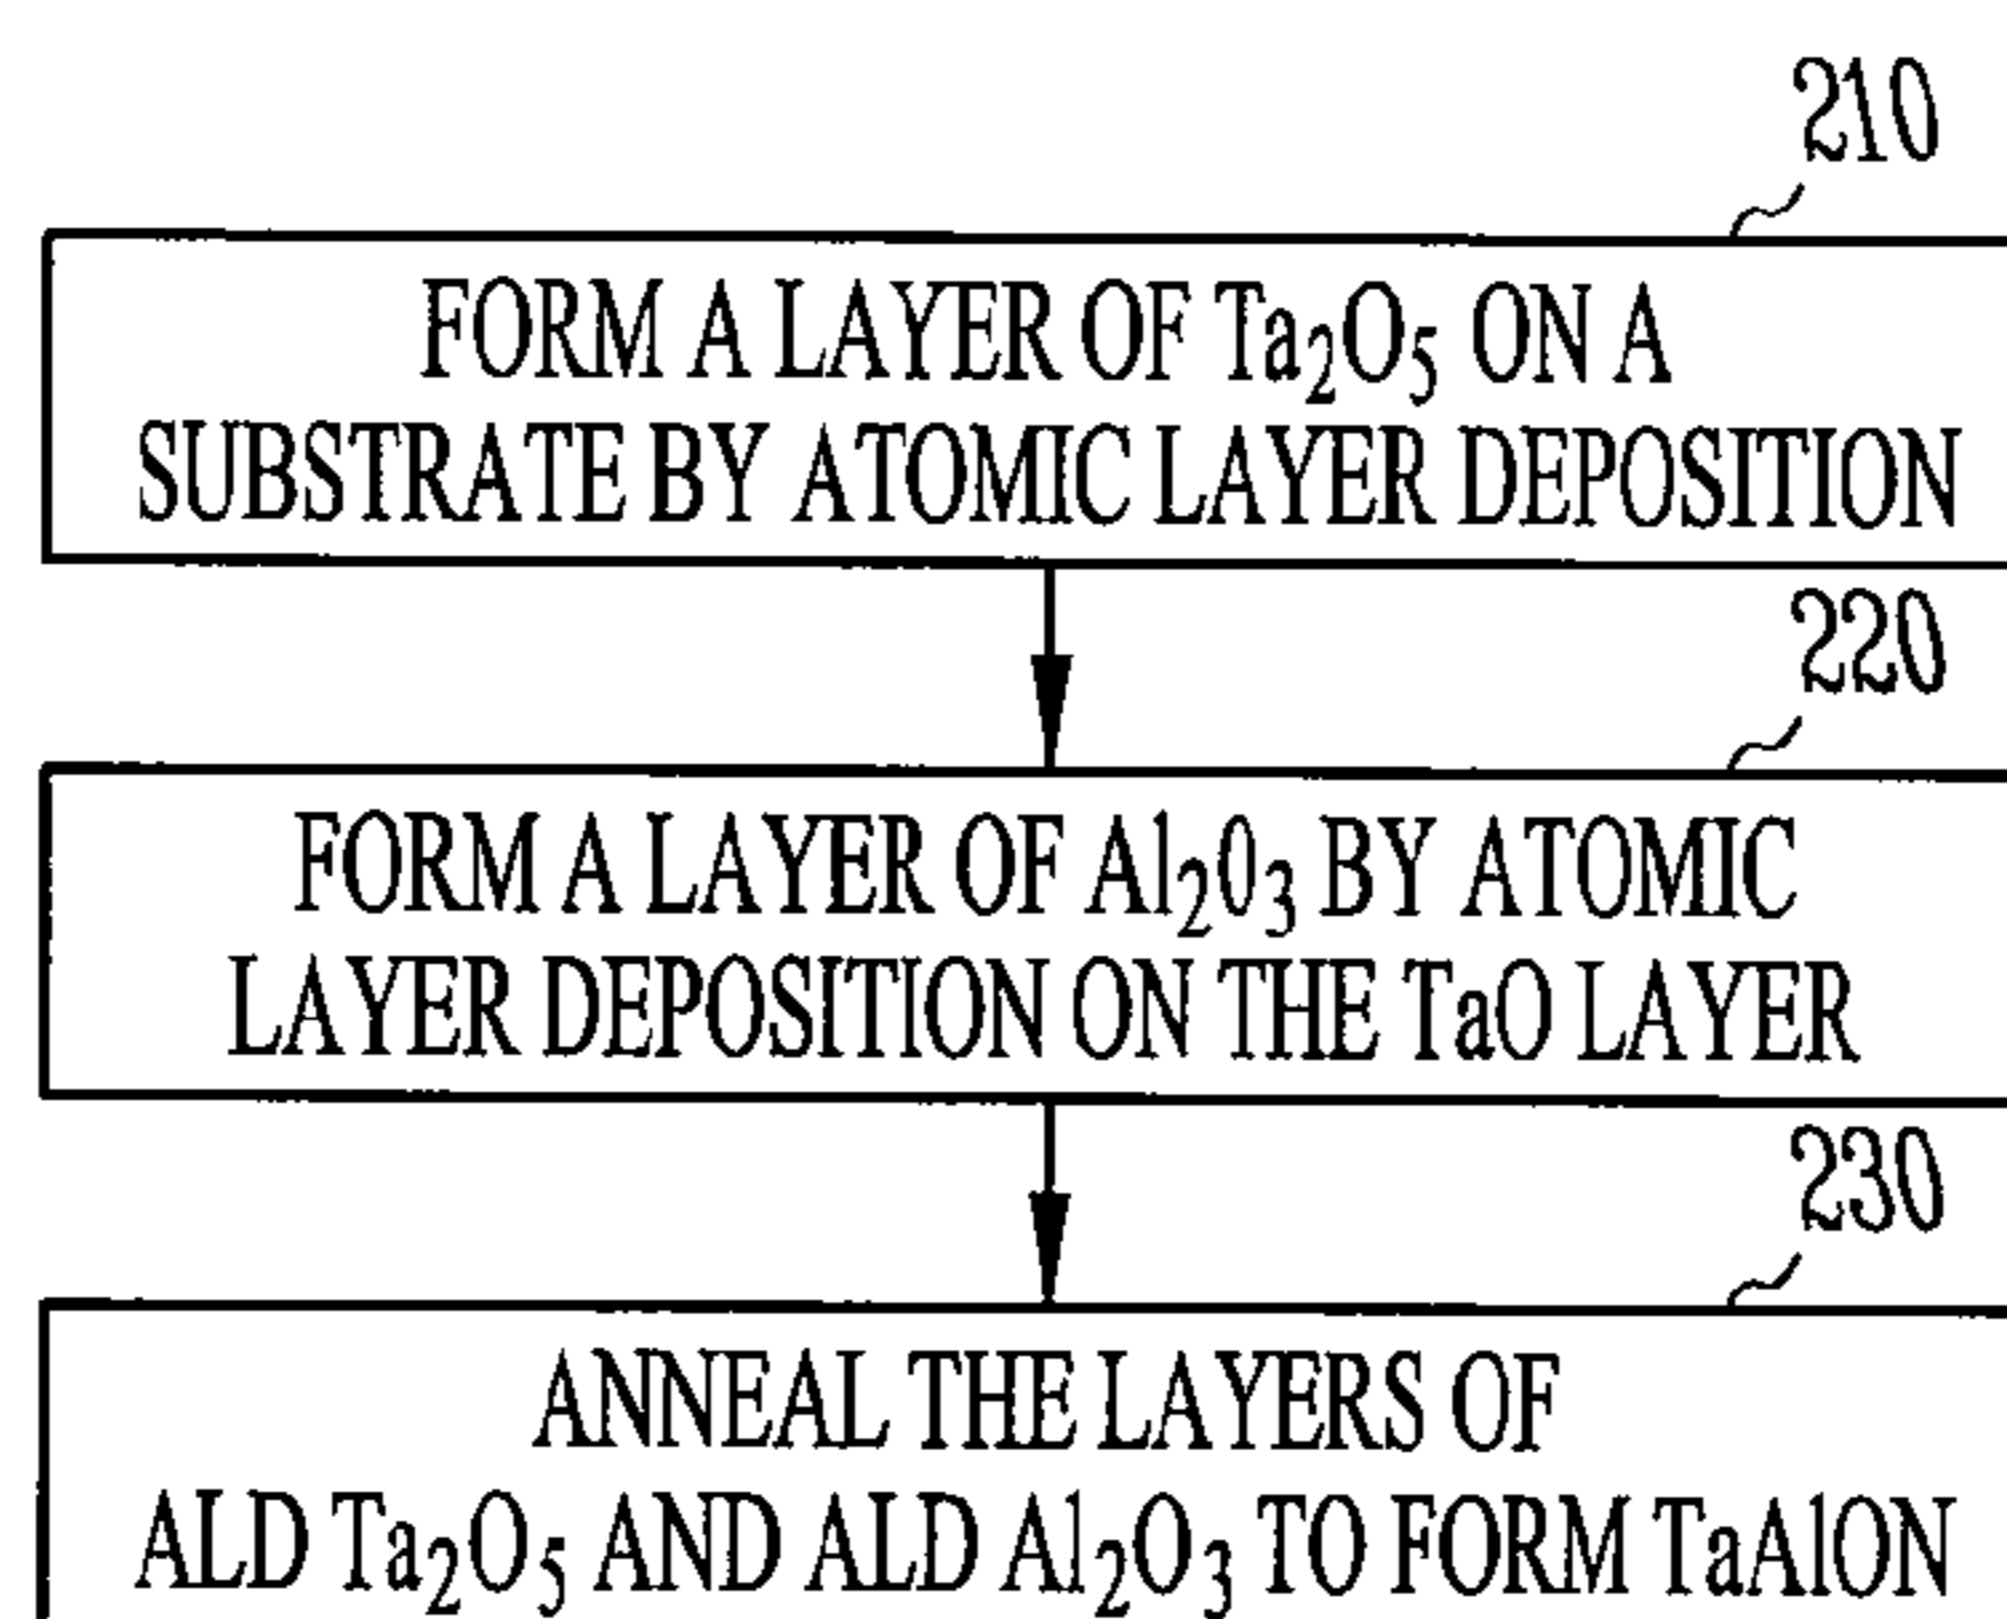 210
FORM A LAYER OF Ta₂O₅ ON A
SUBSTRATE BY ATOMIC LAYER DEPOSITION
220
FORM A LAYER OF Al₂0₃ BY ATOMIC
LAYER DEPOSITION ON THE TaO LAYER
230
ANNEAL THE LAYERS OF
ALD Ta₂O₅ AND ALD Al₂O₃ TO FORM TaAlON